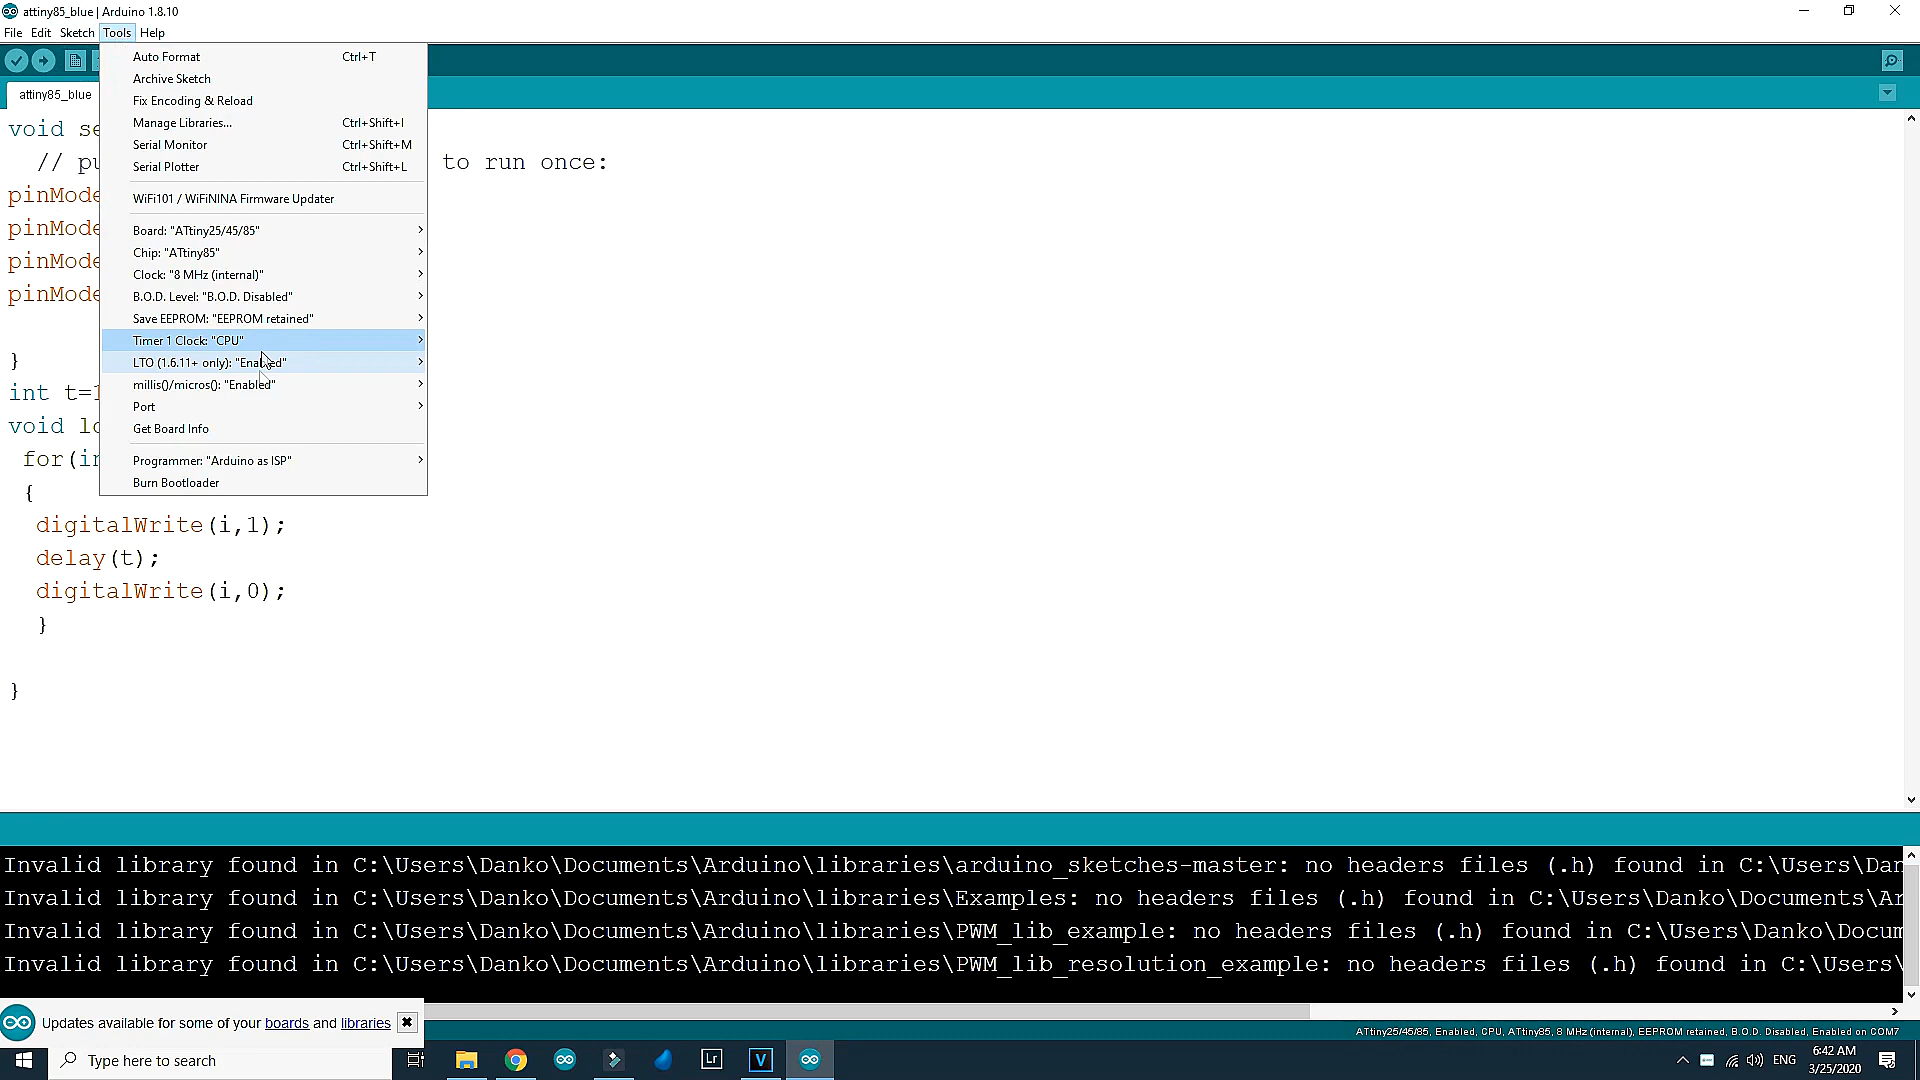 attiny85_blue | Arduino 1.8.10
File Edit Sketch Tools Help
Auto Format Ctrl+T
Archive Sketch
Fix Encoding & Reload
Manage Libraries... Ctrl+Shift+I
Serial Monitor Ctrl+Shift+M
Serial Plotter Ctrl+Shift+L
WiFi101 / WiFiNINA Firmware Updater
Board: "ATtiny25/45/85"
Chip: "ATtiny85"
Clock: "8 MHz (internal)"
B.O.D. Level: "B.O.D. Disabled"
Save EEPROM: "EEPROM retained"
Timer 1 Clock: "CPU"
LTO (1.6.11+ only): "Enabled"
millis()/micros(): "Enabled"
Port
Get Board Info
Programmer: "Arduino as ISP"
Burn Bootloader
attiny85_blue
void se
// pu to run once:
pinMode
pinMode
pinMode
pinMode
}
int t=1
void lo
for(in
{
digitalWrite(i,1);
delay(t);
digitalWrite(i,0);
}
}
Invalid library found in C:\Users\Danko\Documents\Arduino\libraries\arduino_sketches-master: no headers files (.h) found in C:\Users\Dan
Invalid library found in C:\Users\Danko\Documents\Arduino\libraries\Examples: no headers files (.h) found in C:\Users\Danko\Documents\Ar
Invalid library found in C:\Users\Danko\Documents\Arduino\libraries\PWM_lib_example: no headers files (.h) found in C:\Users\Danko\Docum
Invalid library found in C:\Users\Danko\Documents\Arduino\libraries\PWM_lib_resolution_example: no headers files (.h) found in C:\Users\
Updates available for some of your boards and libraries
ATtiny25/45/85, Enabled, CPU, ATtiny85, 8 MHz (internal), EEPROM retained, B.O.D. Disabled, Enabled on COM7
Type here to search
Lr
V
ENG
6:42 AM
3/25/2020